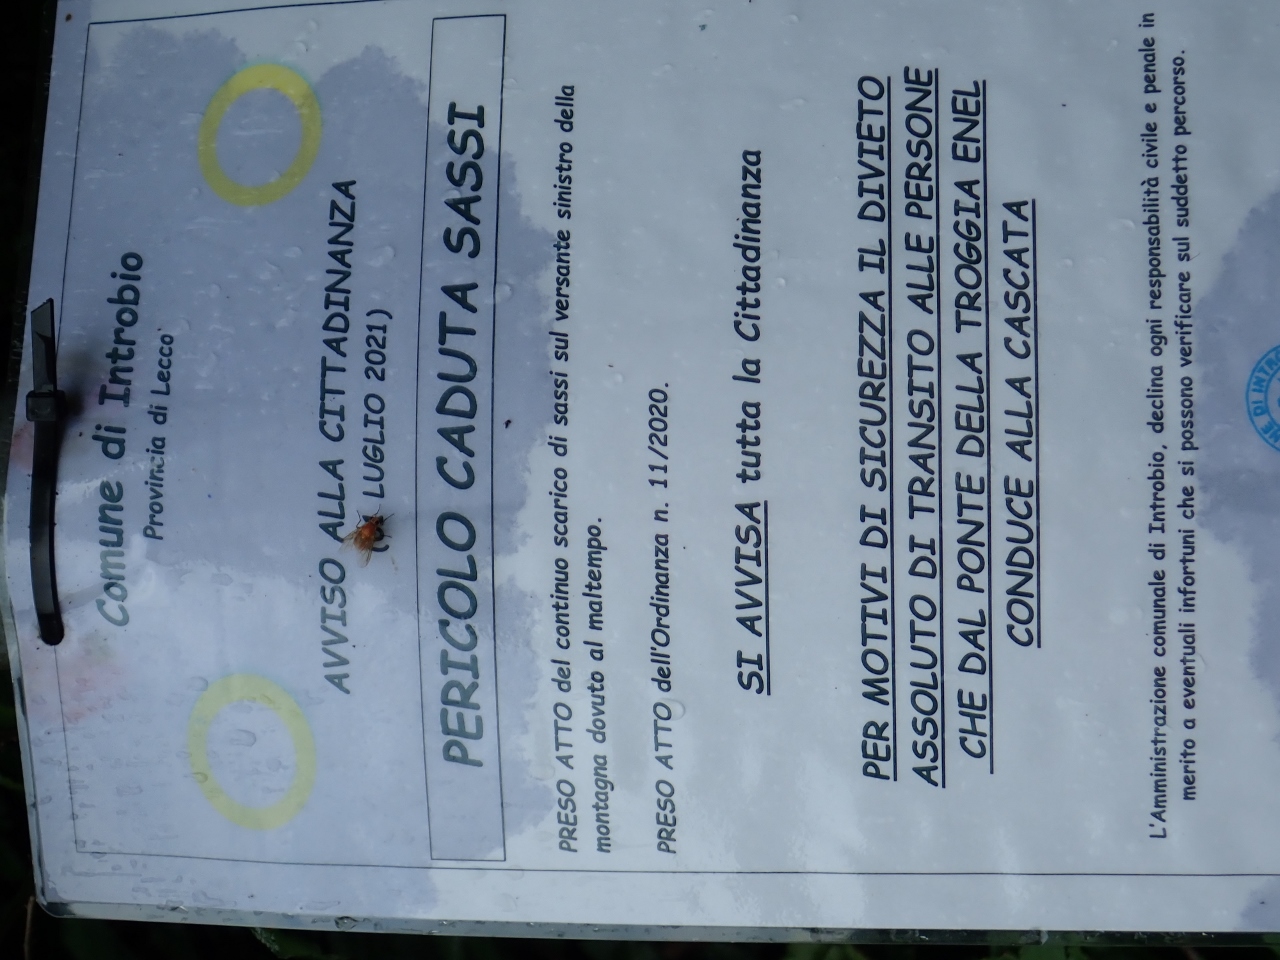 Comune di Introbio
Provincia di Lecco
AVVISO ALLA CITTADINANZA
LUGLIO 2021)
PERICOLO CADUTA SASSI
PRESO ATTO del continuo scarico di sassi sul versante sinistro della
montagna dovuto al maltempo.
PRESO ATTO dell'Ordinanza n. 11/2020.
SI AVVISA tutta la Cittadinanza
PER MOTIVI DI SICUREZZA IL DIVIETO
ASSOLUTO DI TRANSITO ALLE PERSONE
CHE DAL PONTE DELLA TROGGIA ENEL
CONDUCE ALLA CASCATA
L'Amministrazione comunale di Introbio, declina ogni responsabilità civile e penale in
merito a eventuali infortuni che si possono verificare sul suddetto percorso.